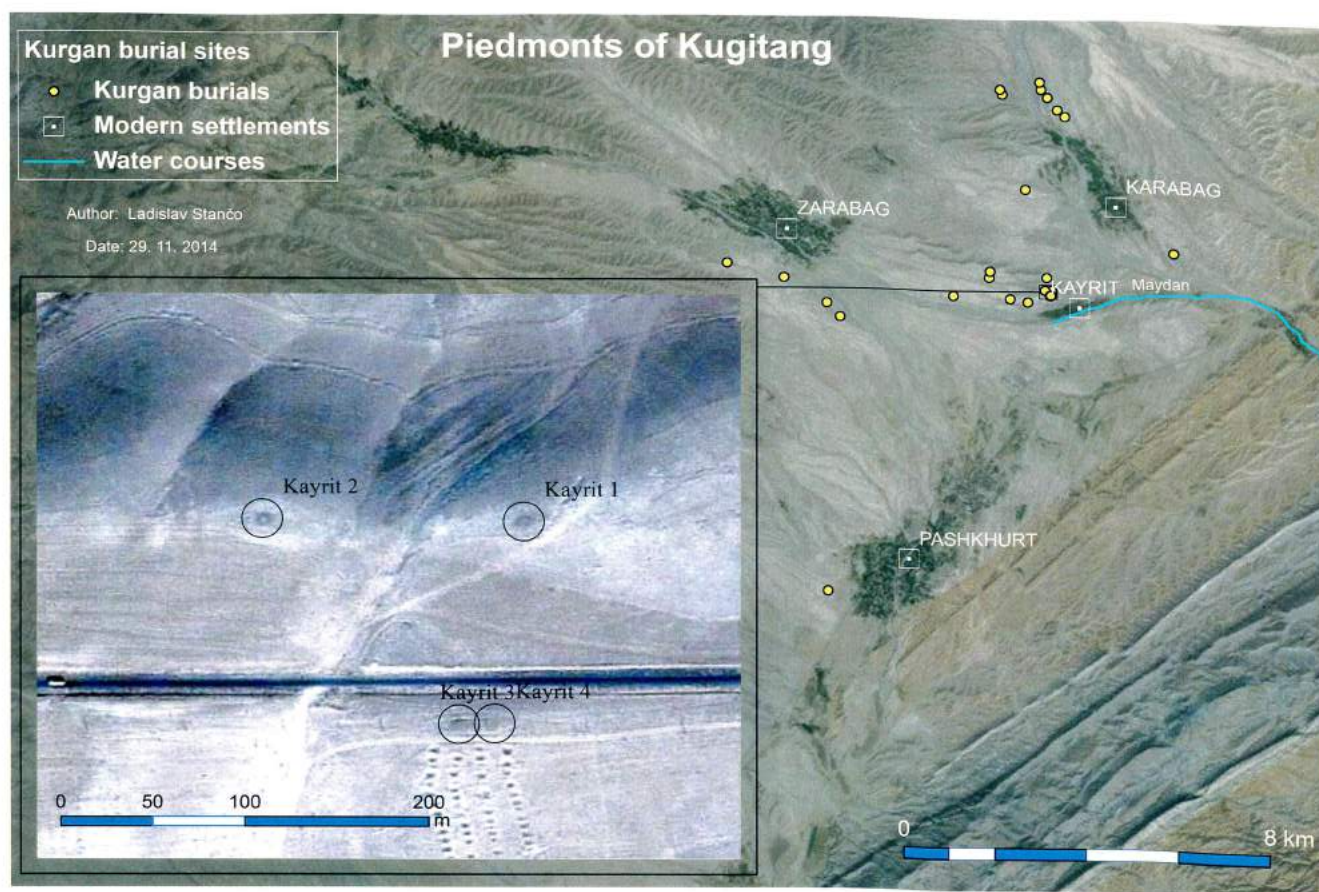 Piedmonts of Kugitang
Kurgan burial sites
Kurgan burials
Modern settlements
Water courses
Author: Ladislav Stančo
Date: 29. 11. 2014
ZARABAG
KARABAG
KAYRIT
Maydan
PASHKHURT
Kayrit 2
Kayrit 1
Kayrit 3
Kayrit 4
0 50 100 200
m
0 8 km